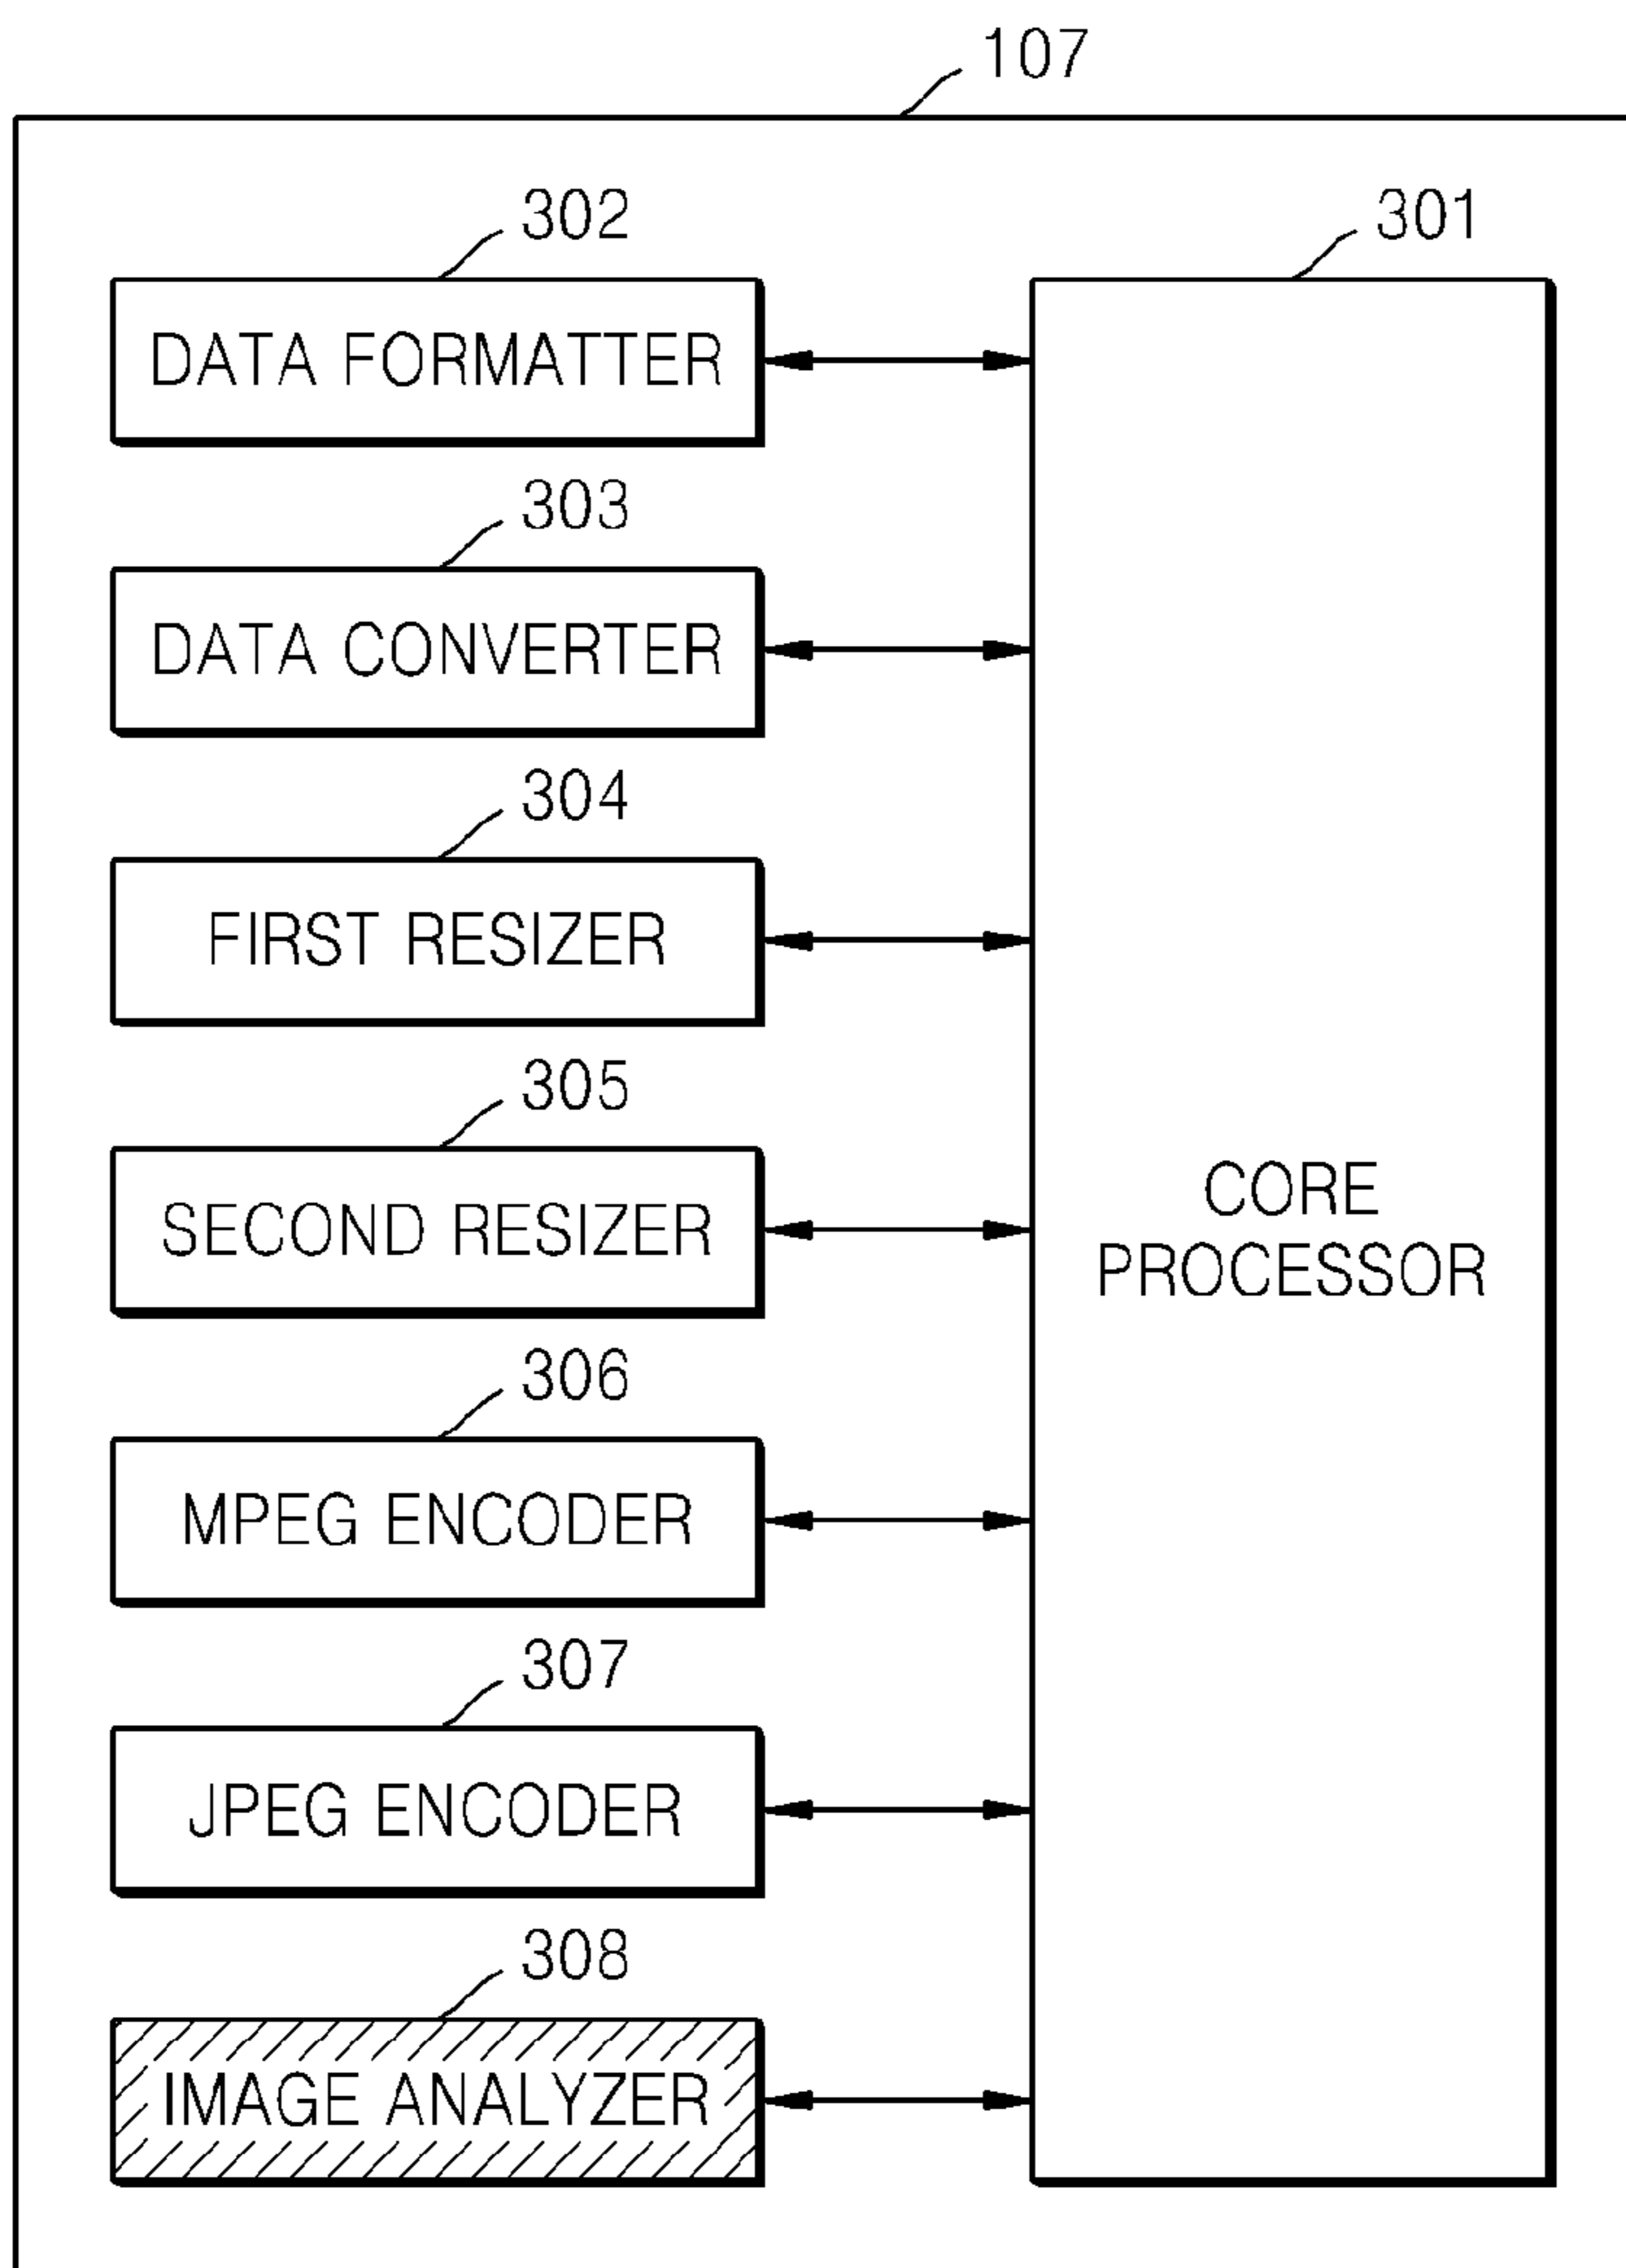 107
302
301
DATA FORMATTER
303
DATA CONVERTER
304
FIRST RESIZER
305
SECOND RESIZER
CORE
PROCESSOR
306
MPEG ENCODER
307
JPEG ENCODER
308
IMAGE ANALYZER